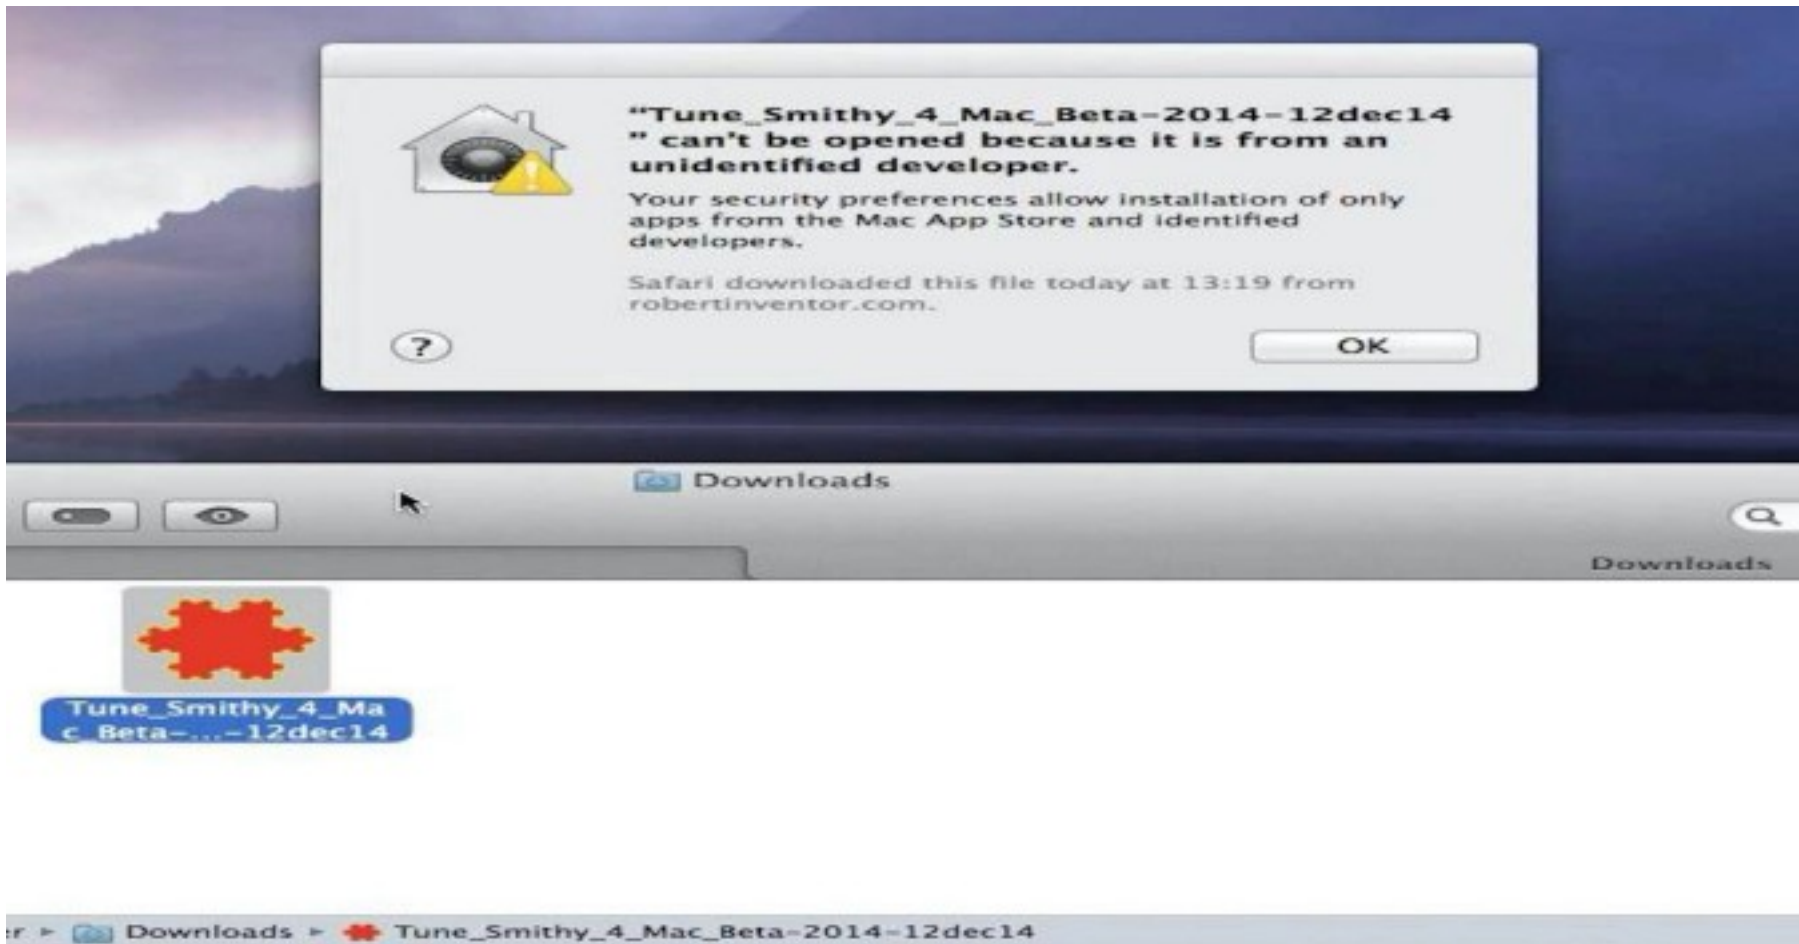 “Tune_Smithy_4_Mac_Beta-2014-12dec14
” can't be opened because it is from an
unidentified developer.
Your security preferences allow installation of only
apps from the Mac App Store and identified
developers.
Safari downloaded this file today at 13:19 from
robertinventor.com.
?
OK
Downloads
Downloads
Tune_Smithy_4_Ma
c_Beta-...-12dec14
er ▸ Downloads ▸ Tune_Smithy_4_Mac_Beta-2014-12dec14